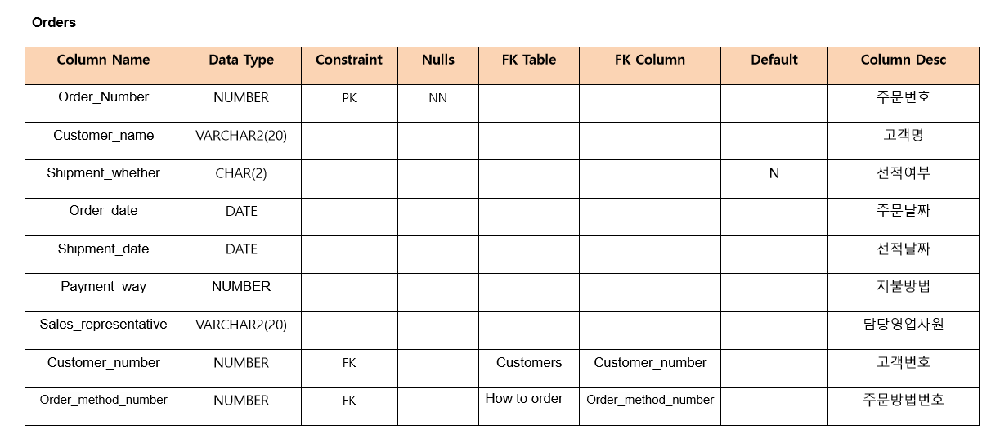 Orders
Column Name Data Type Constraint Nulls FK Table FK Column Default Column Desc
Order_Number NUMBER PK NN 주문번호
Customer_name VARCHAR2(20) 고객명
Shipment_whether CHAR(2) N 선적여부
Order_date DATE 주문날짜
Shipment_date DATE 선적날짜
Payment_way NUMBER 지불방법
Sales_representative VARCHAR2(20) 담당영업사원
Customer_number NUMBER FK Customers Customer_number 고객번호
Order_method_number NUMBER FK How to order Order_method_number 주문방법번호